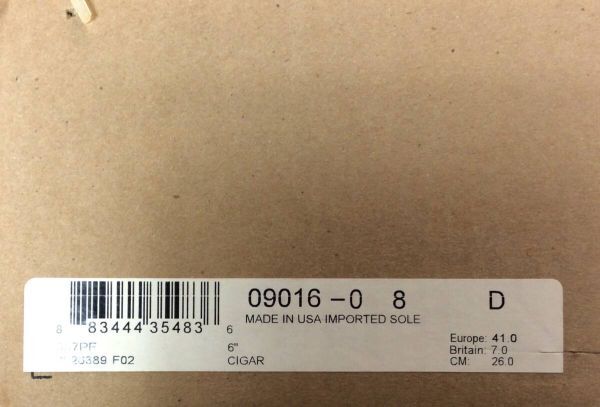 09016-0 8 D
MADE IN USA IMPORTED SOLE
8 83444 35483 6
6"
CIGAR
F02
Europe: 41.0
Britain: 7.0
CM: 26.0